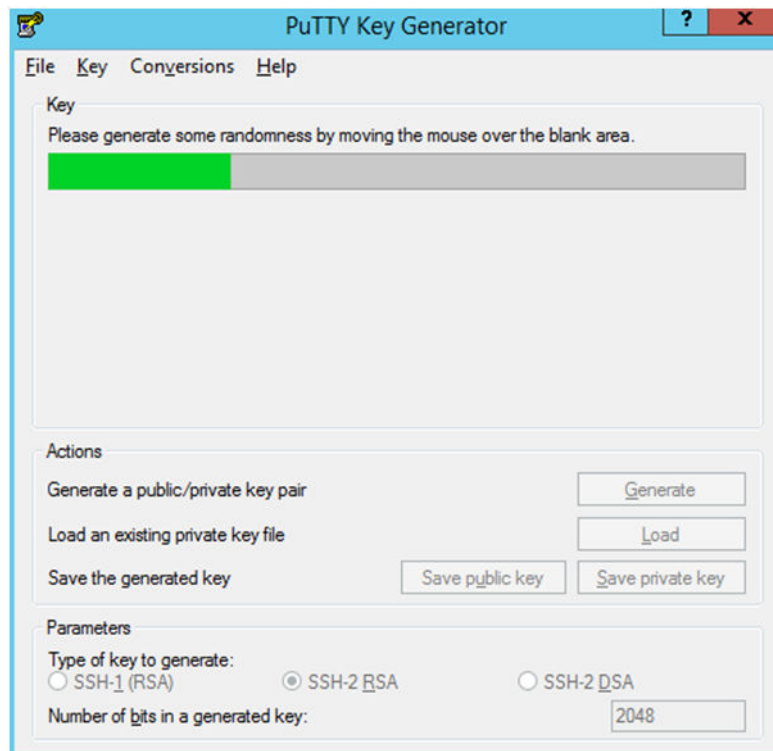 PuTTY Key Generator
? X
File Key Conversions Help
Key
Please generate some randomness by moving the mouse over the blank area.
Actions
Generate a public/private key pair Generate
Load an existing private key file Load
Save the generated key Save public key Save private key
Parameters
Type of key to generate:
SSH-1 (RSA) SSH-2 RSA SSH-2 DSA
Number of bits in a generated key: 2048